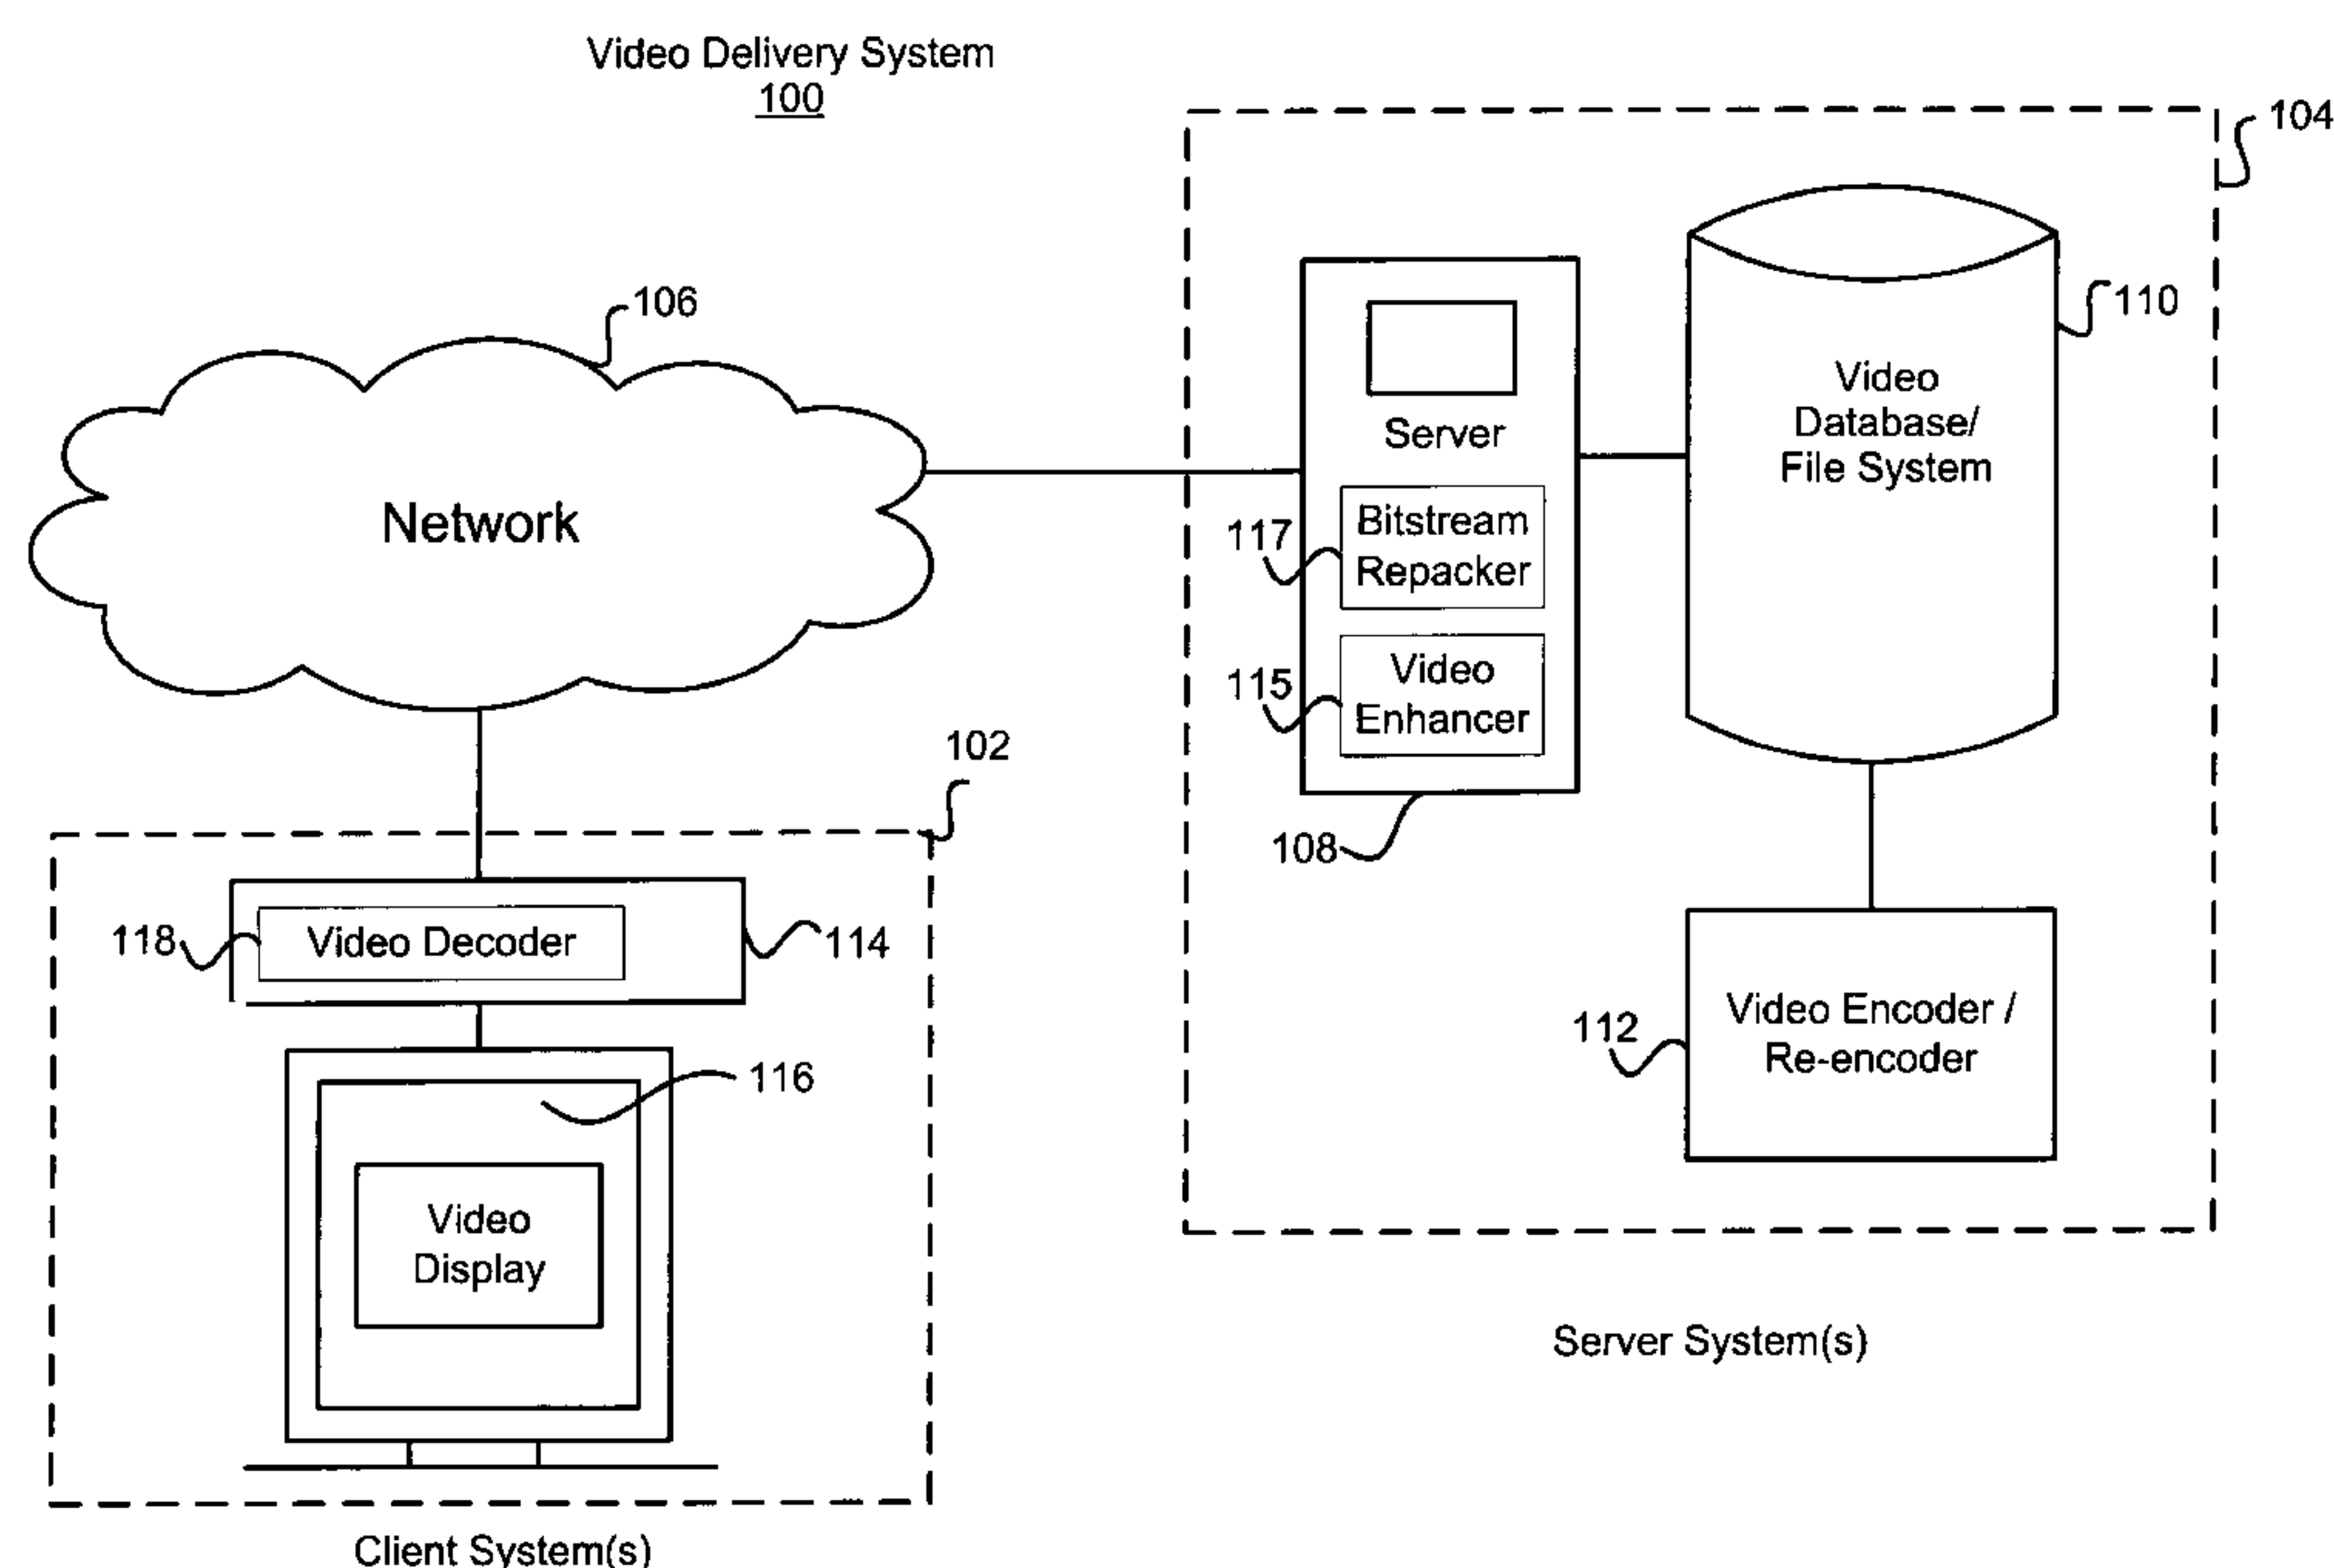 Video Delivery System
100
104
110
106
Video
Database/
File System
Server
Network
117
Bitstream
Repacker
115
Video
Enhancer
102
108
118
Video Decoder
114
112
Video Encoder /
Re-encoder
116
Video
Display
Server System(s)
Client System(s)